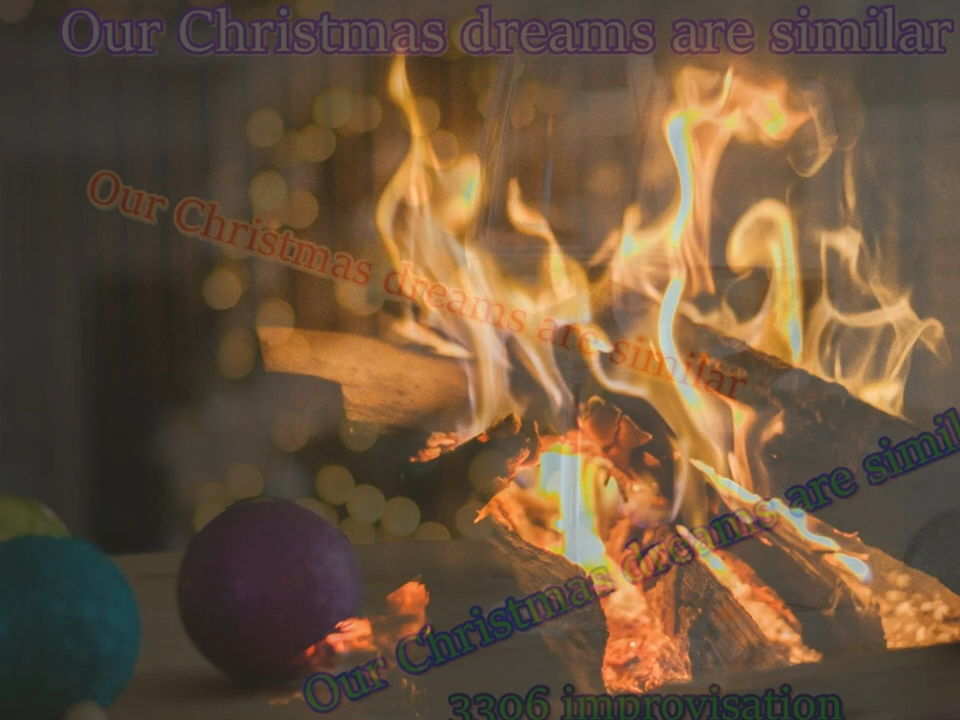 Our Christmas dreams are similar
Our Christmas dreams are similar
Our Christmas dreams are simil
3306 improvisation